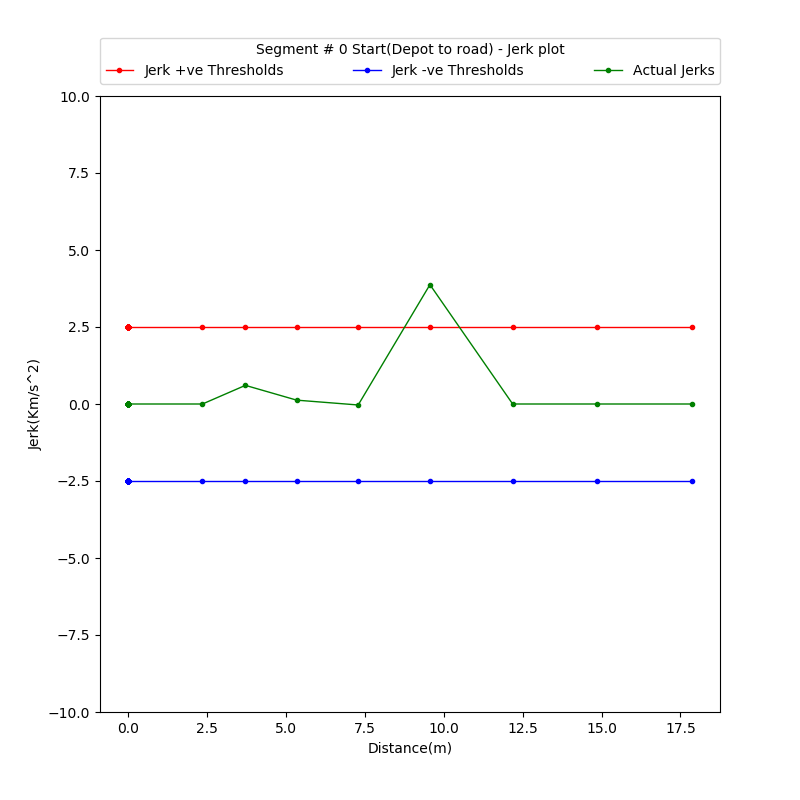 Segment # 0 Start(Depot to road) - Jerk plot
Jerk +ve Thresholds Jerk -ve Thresholds Actual Jerks
10.0
7.5
5.0
2.5
0.0
−2.5
−5.0
−7.5
−10.0
Jerk(Km/s^2)
0.0 2.5 5.0 7.5 10.0 12.5 15.0 17.5
Distance(m)